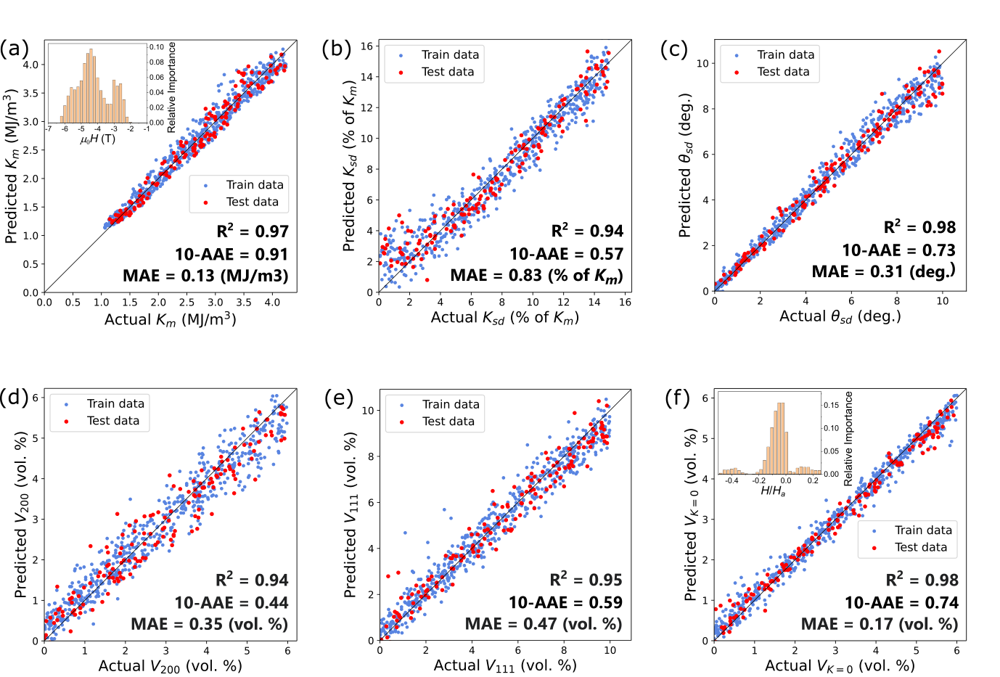 (a)
0.10
0.08
0.06
0.04
0.02
0.00
Relative Importance
-7 -6 -5 -4 -3 -2 -1
μ₀H (T)
4.0
3.5
3.0
2.5
2.0
1.5
1.0
0.5
0.0
Predicted Kₘ (MJ/m³)
Train data
Test data
R² = 0.97
10-AAE = 0.91
MAE = 0.13 (MJ/m3)
0.0 0.5 1.0 1.5 2.0 2.5 3.0 3.5 4.0
Actual Kₘ (MJ/m³)
(b)
Train data
Test data
16
14
12
10
8
6
4
2
0
Predicted K_sd (% of Kₘ)
R² = 0.94
10-AAE = 0.57
MAE = 0.83 (% of Kₘ)
0 2 4 6 8 10 12 14 16
Actual K_sd (% of Kₘ)
(c)
Train data
Test data
10
8
6
4
2
0
Predicted θ_sd (deg.)
R² = 0.98
10-AAE = 0.73
MAE = 0.31 (deg.)
0 2 4 6 8 10
Actual θ_sd (deg.)
(d)
Train data
Test data
6
5
4
3
2
1
0
Predicted V₂₀₀ (vol. %)
R² = 0.94
10-AAE = 0.44
MAE = 0.35 (vol. %)
0 1 2 3 4 5 6
Actual V₂₀₀ (vol. %)
(e)
Train data
Test data
10
8
6
4
2
0
Predicted V₁₁₁ (vol. %)
R² = 0.95
10-AAE = 0.59
MAE = 0.47 (vol. %)
0 2 4 6 8 10
Actual V₁₁₁ (vol. %)
(f)
0.15
0.10
0.05
0.00
Relative Importance
-0.4 -0.2 0.0 0.2
H/Hₐ
6
5
4
3
2
1
0
Predicted V_K=0 (vol. %)
Train data
Test data
R² = 0.98
10-AAE = 0.74
MAE = 0.17 (vol. %)
0 1 2 3 4 5 6
Actual V_K=0 (vol. %)